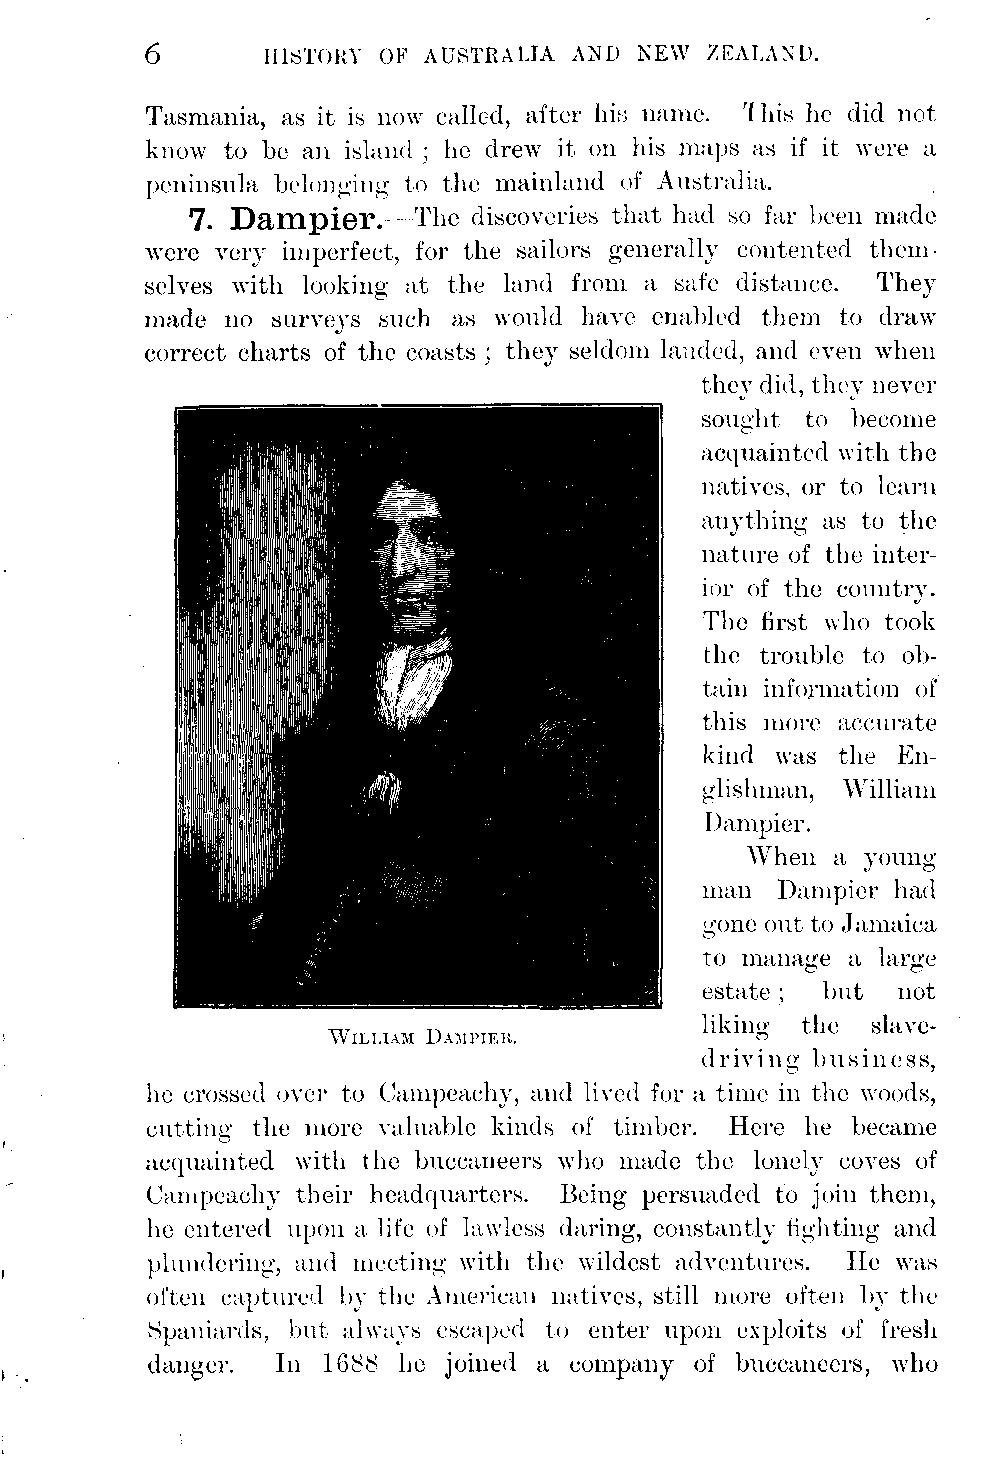 6 HISTORY OF AUSTRALIA AND NEW ZEALAND.
Tasmania, as it is now called, after his name. This he did not
know to be an island ; he drew it on his maps as if it were a
peninsula belonging to the mainland of Australia.
7. Dampier.—The discoveries that had so far been made
were very imperfect, for the sailors generally contented them-
selves with looking at the land from a safe distance. They
made no surveys such as would have enabled them to draw
correct charts of the coasts ; they seldom landed, and even when
they did, they never
sought to become
acquainted with the
natives, or to learn
anything as to the
nature of the inter-
ior of the country.
The first who took
the trouble to ob-
tain information of
this more accurate
kind was the En-
glishman, William
Dampier.
When a young
man Dampier had
gone out to Jamaica
to manage a large
estate ; but not
liking the slave-
driving business,
WILLIAM DAMPIER.
he crossed over to Campeachy, and lived for a time in the woods,
cutting the more valuable kinds of timber. Here he became
acquainted with the buccaneers who made the lonely coves of
Campeachy their headquarters. Being persuaded to join them,
he entered upon a life of lawless daring, constantly fighting and
plundering, and meeting with the wildest adventures. He was
often captured by the American natives, still more often by the
Spaniards, but always escaped to enter upon exploits of fresh
danger. In 1688 he joined a company of buccaneers, who